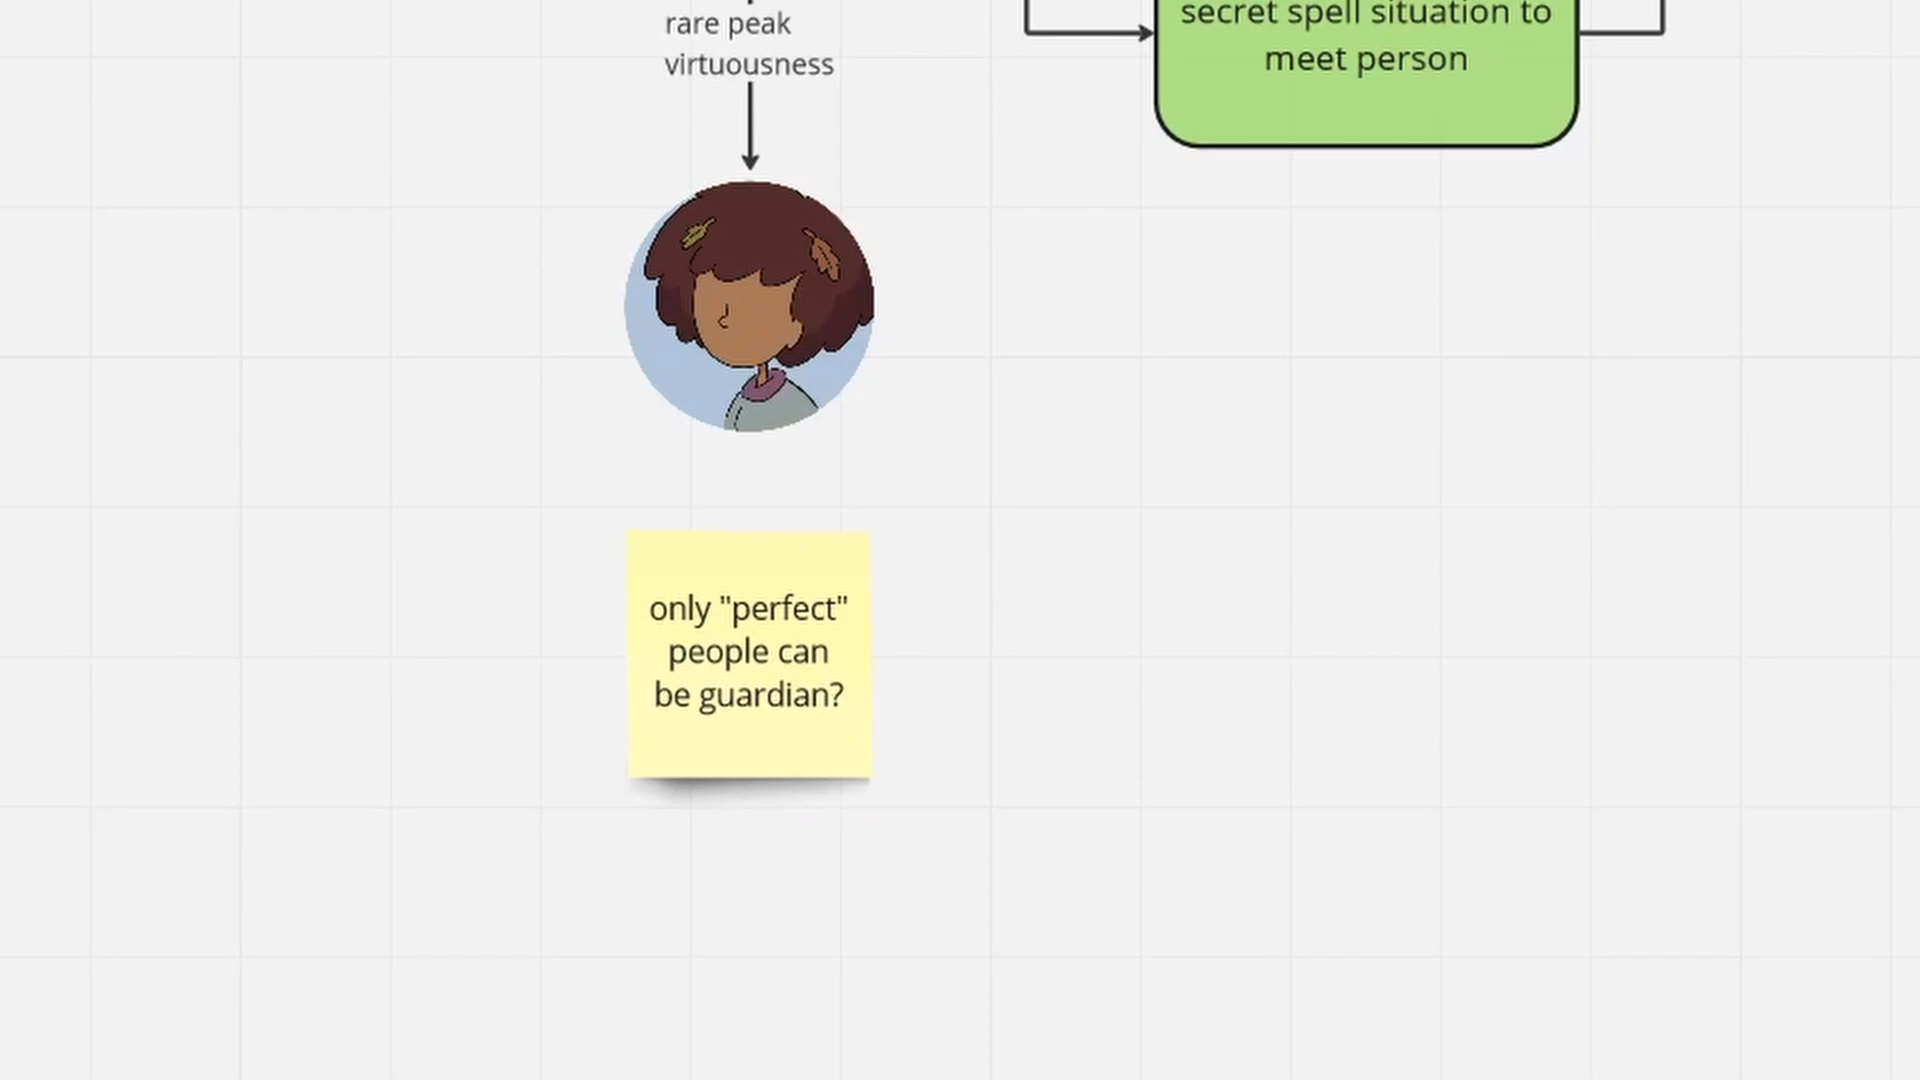 rare peak
virtuousness
secret spell situation to
meet person
only "perfect"
people can
be guardian?